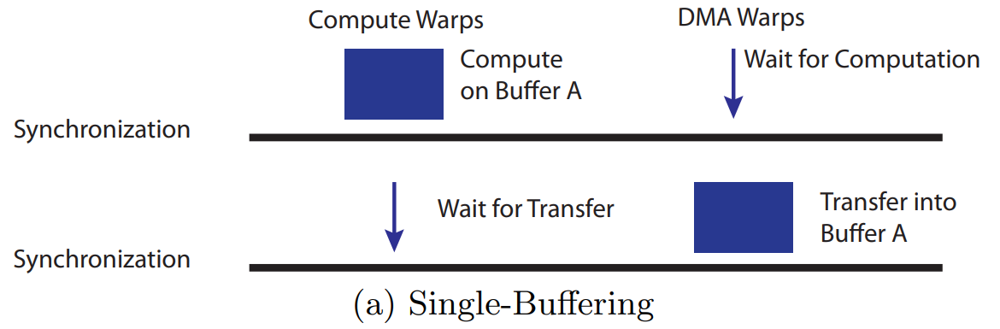 Compute Warps
DMA Warps
Compute
on Buffer A
Wait for Computation
Synchronization
Wait for Transfer
Transfer into
Buffer A
Synchronization
(a) Single-Buffering